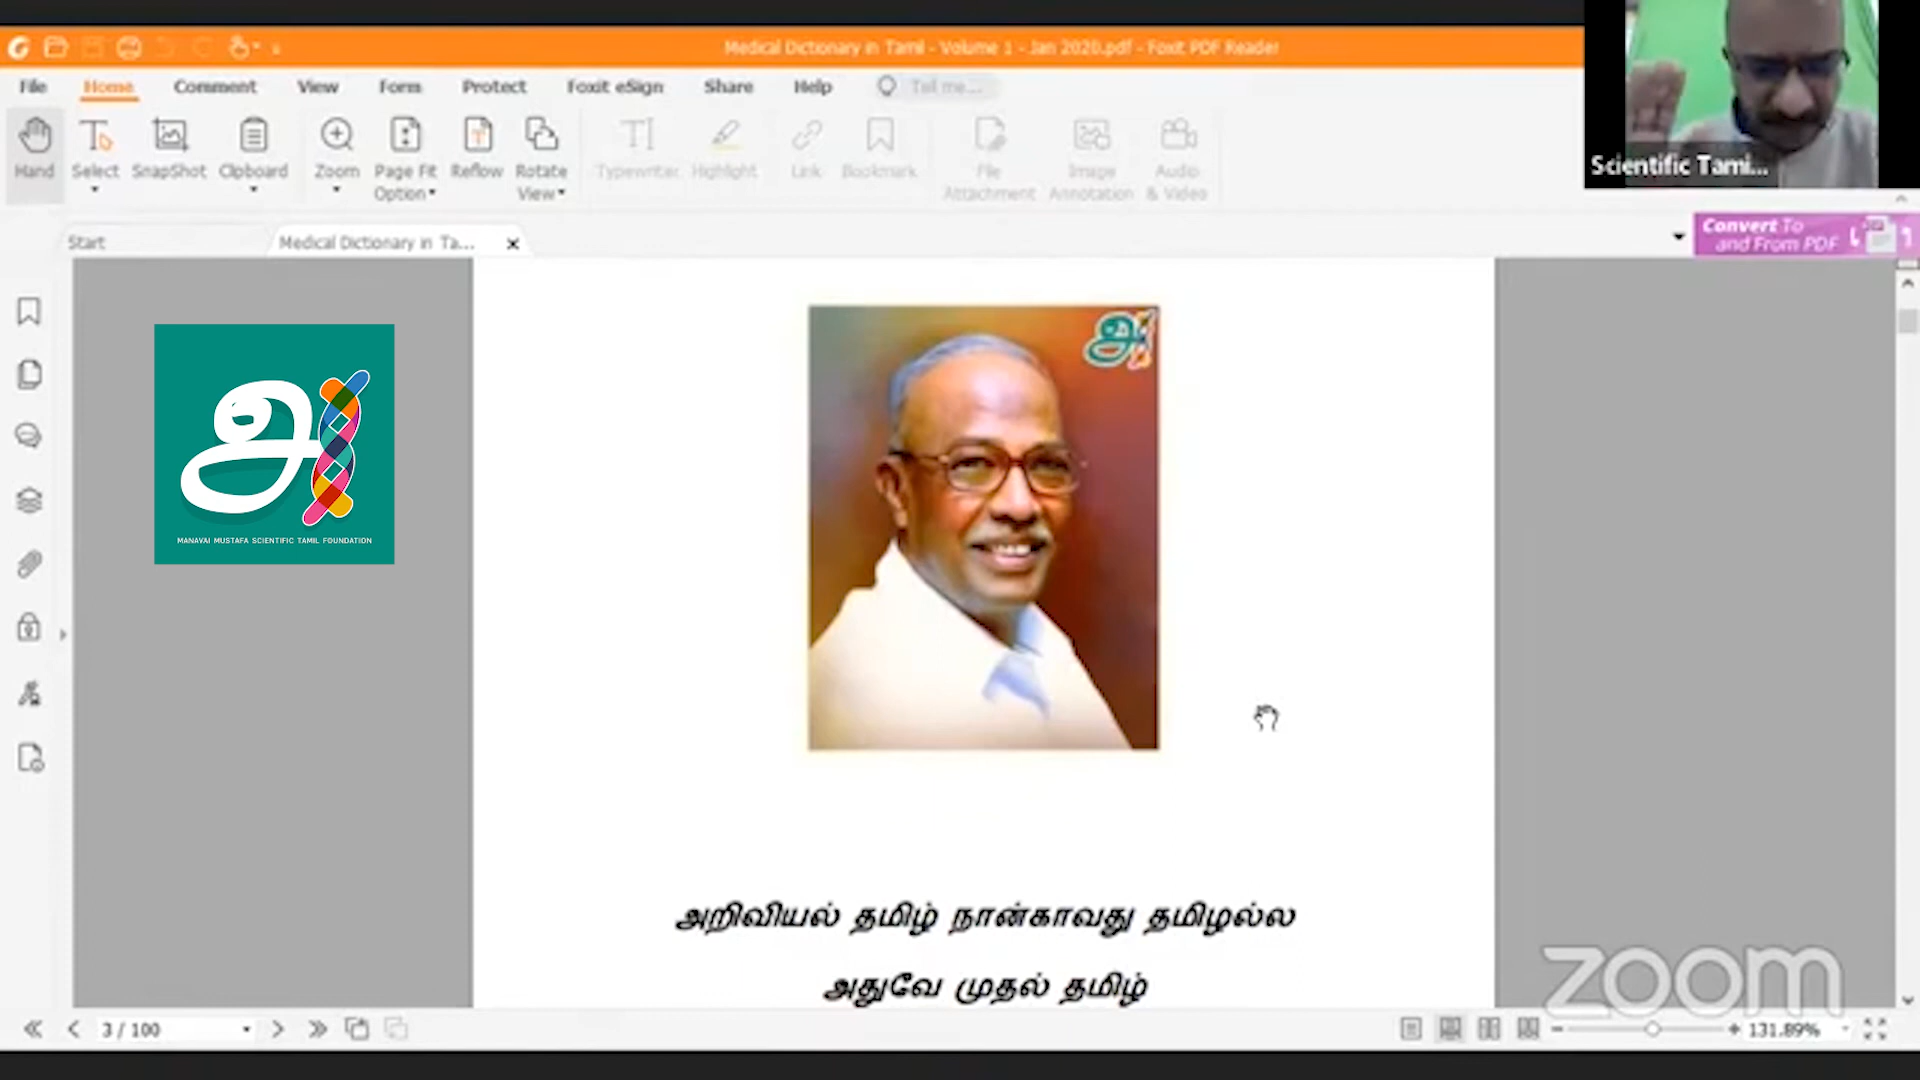 Medical Dictionary in Tamil - Volume 1 - Jan 2020.pdf - Foxit PDF Reader
File Home Comment View Form Protect Foxit eSign Share Help Tell me...
Hand Select SnapShot Clipboard Zoom Page Fit Option Reflow Rotate View Typewriter Highlight Link Bookmark File Attachment Image Annotation Audio & Video
Scientific Tami...
Start Medical Dictionary in Ta...
Convert To
and From PDF
அ
அ
MANAVAI MUSTAFA SCIENTIFIC TAMIL FOUNDATION
அறிவியல் தமிழ் நான்காவது தமிழல்ல
அதுவே முதல் தமிழ்
zoom
3 / 100
131.89%